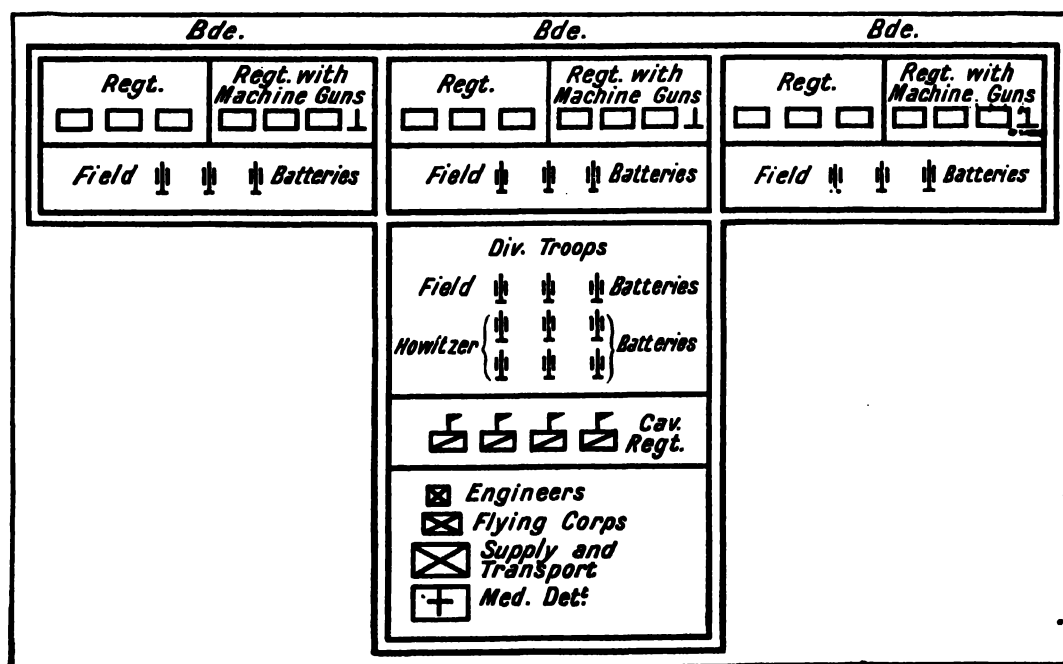 Bde. Bde. Bde.
Regt.
Regt. with
Machine Guns
Field Batteries
Regt.
Regt. with
Machine Guns
Field Batteries
Regt.
Regt. with
Machine Guns
Field Batteries
Div. Troops
Field Batteries
Howitzer Batteries
Cav.
Regt.
Engineers
Flying Corps
Supply and
Transport
Med. Dett.